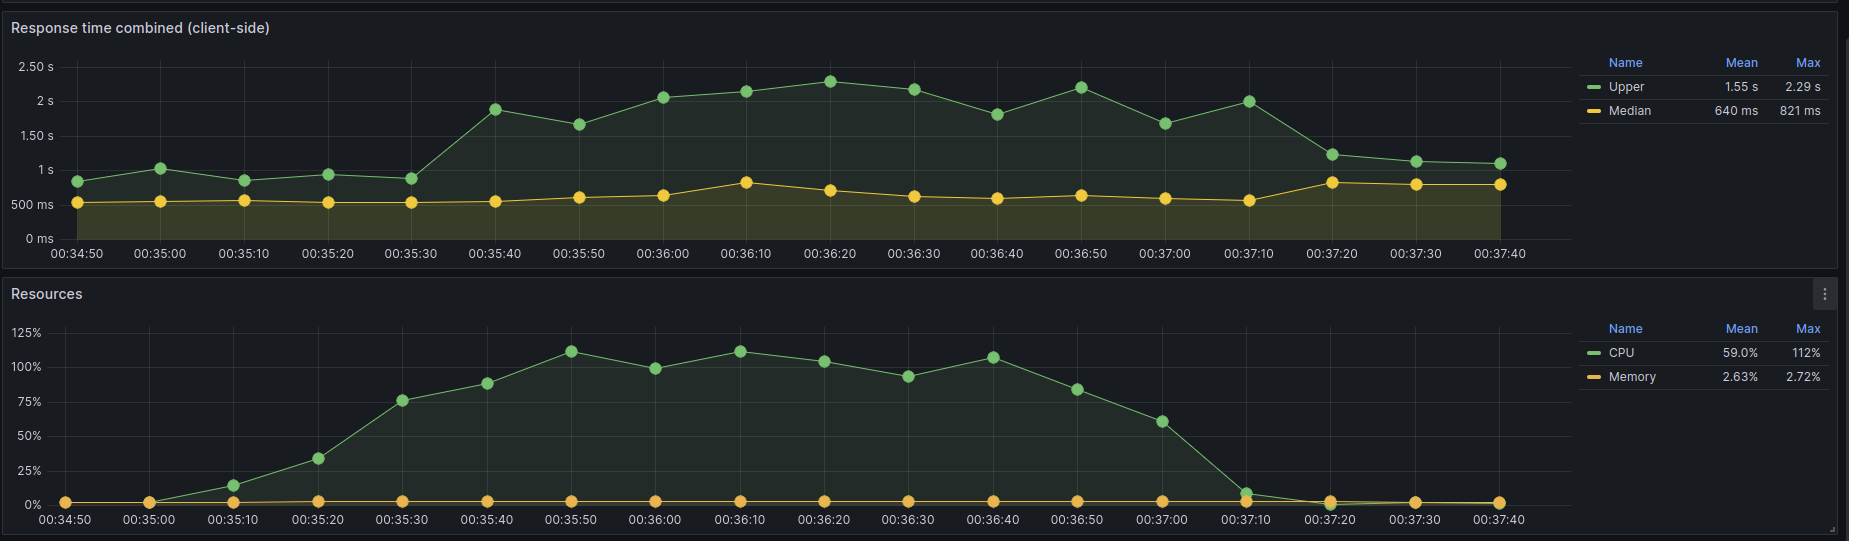 Response time combined (client-side)
2.50 s
2 s
1.50 s
1 s
500 ms
0 ms
00:34:50 00:35:00 00:35:10 00:35:20 00:35:30 00:35:40 00:35:50 00:36:00 00:36:10 00:36:20 00:36:30 00:36:40 00:36:50 00:37:00 00:37:10 00:37:20 00:37:30 00:37:40
Name Mean Max
Upper 1.55 s 2.29 s
Median 640 ms 821 ms
Resources
125%
100%
75%
50%
25%
0%
00:34:50 00:35:00 00:35:10 00:35:20 00:35:30 00:35:40 00:35:50 00:36:00 00:36:10 00:36:20 00:36:30 00:36:40 00:36:50 00:37:00 00:37:10 00:37:20 00:37:30 00:37:40
Name Mean Max
CPU 59.0% 112%
Memory 2.63% 2.72%